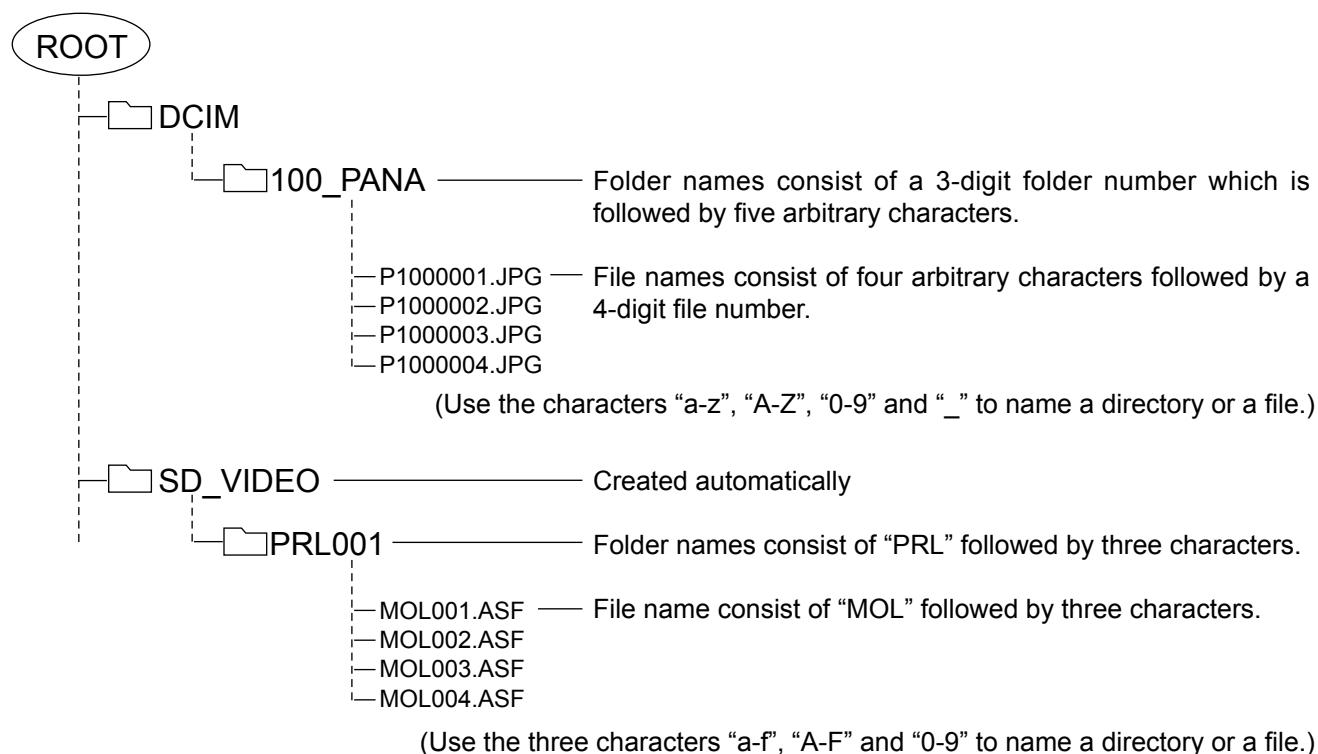 ROOT
DCIM
100_PANA
Folder names consist of a 3-digit folder number which is
followed by five arbitrary characters.
P1000001.JPG
File names consist of four arbitrary characters followed by a
P1000002.JPG
4-digit file number.
P1000003.JPG
P1000004.JPG
(Use the characters “a-z”, “A-Z”, “0-9” and “_” to name a directory or a file.)
SD_VIDEO
Created automatically
PRL001
Folder names consist of “PRL” followed by three characters.
MOL001.ASF
File name consist of “MOL” followed by three characters.
MOL002.ASF
MOL003.ASF
MOL004.ASF
(Use the three characters “a-f”, “A-F” and “0-9” to name a directory or a file.)